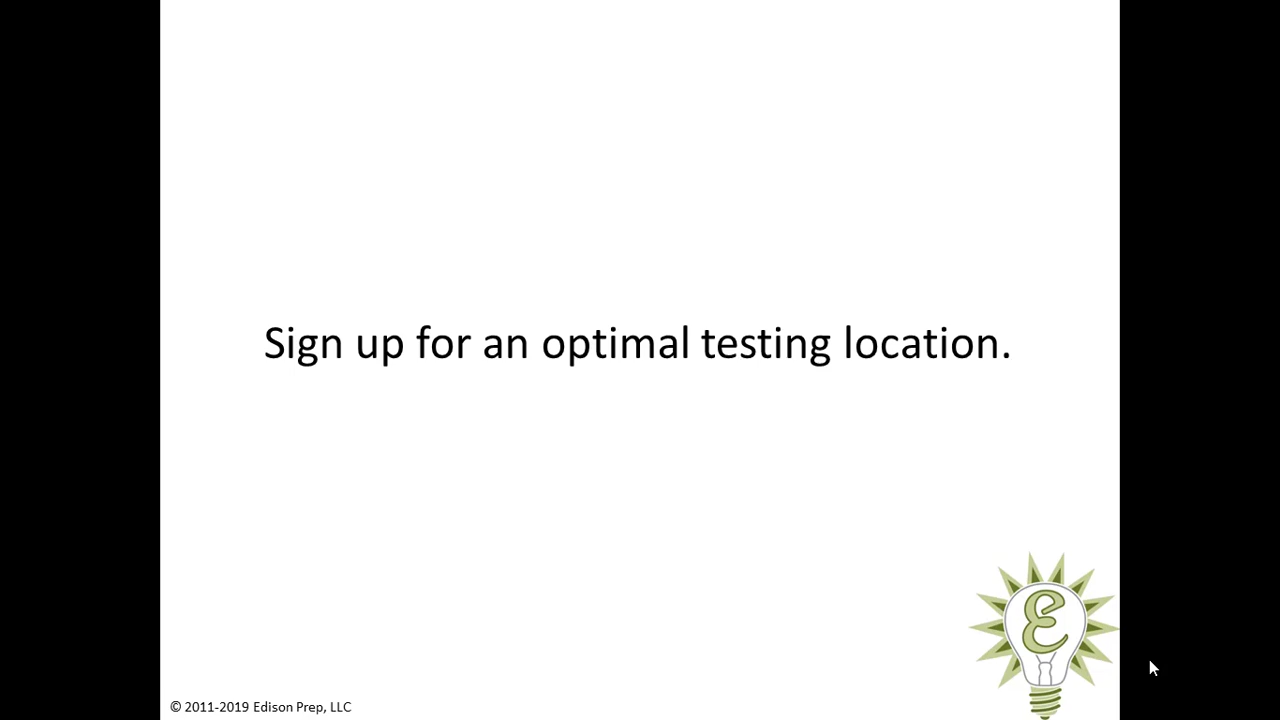 Sign up for an optimal testing location.
E
© 2011-2019 Edison Prep, LLC